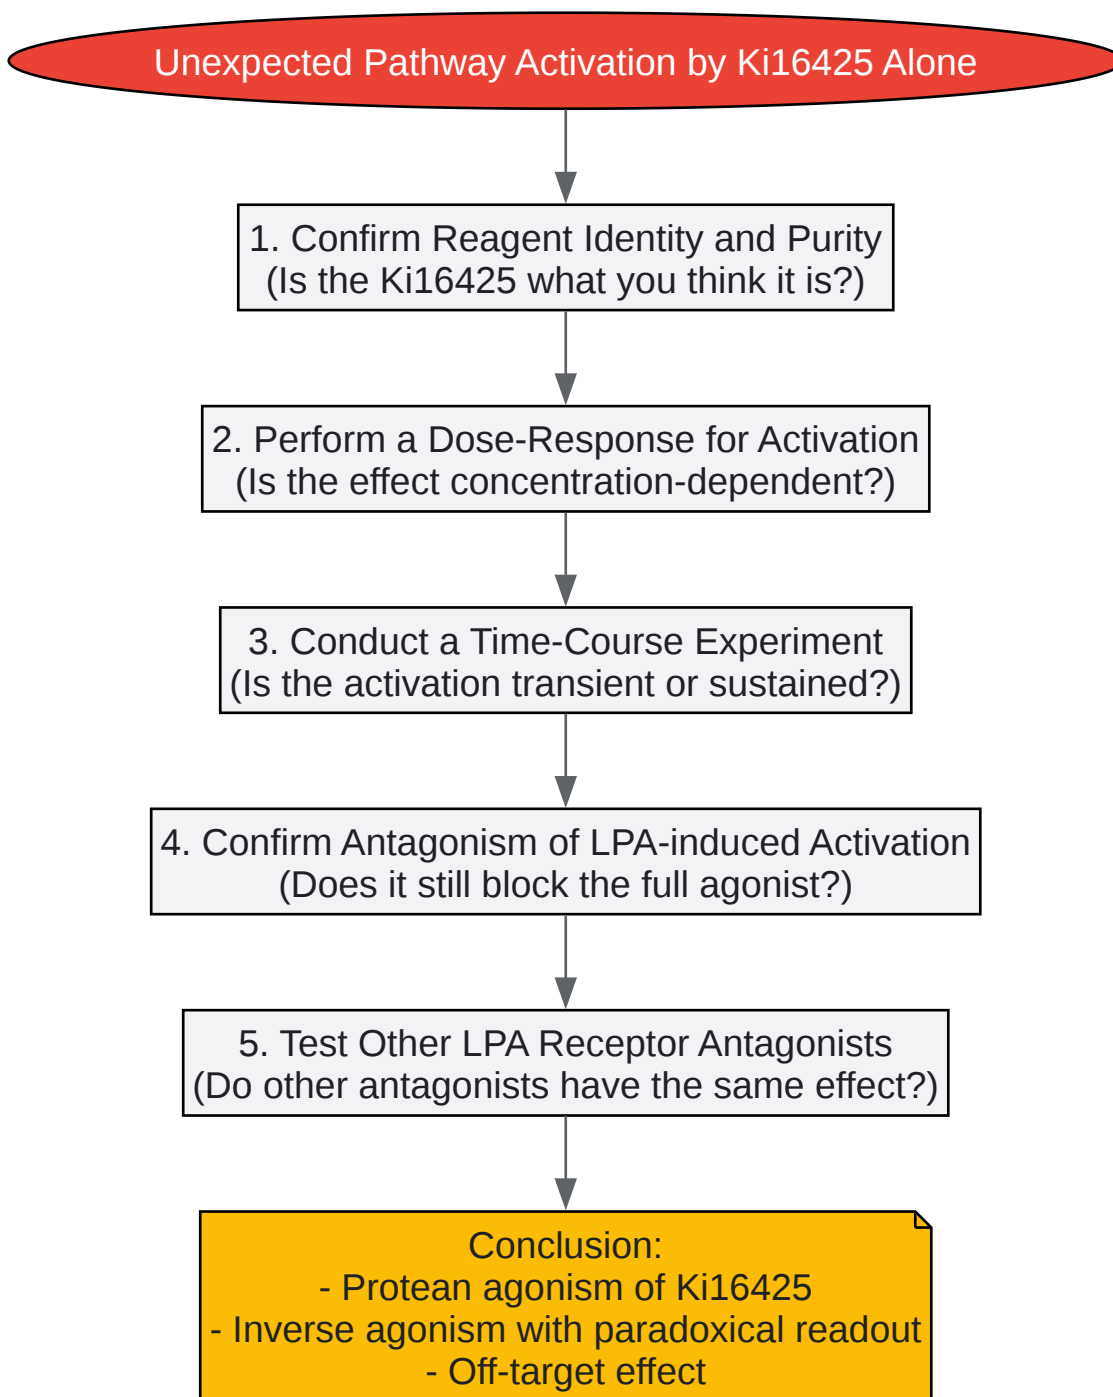 Unexpected Pathway Activation by Ki16425 Alone
1. Confirm Reagent Identity and Purity
(Is the Ki16425 what you think it is?)
2. Perform a Dose-Response for Activation
(Is the effect concentration-dependent?)
3. Conduct a Time-Course Experiment
(Is the activation transient or sustained?)
4. Confirm Antagonism of LPA-induced Activation
(Does it still block the full agonist?)
5. Test Other LPA Receptor Antagonists
(Do other antagonists have the same effect?)
Conclusion:
- Protean agonism of Ki16425
- Inverse agonism with paradoxical readout
- Off-target effect